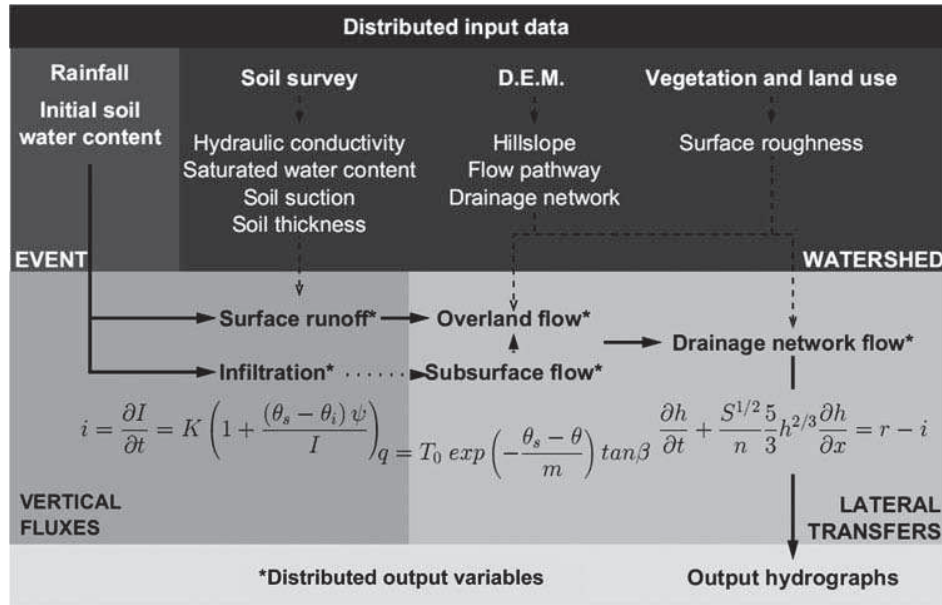 Distributed input data
Rainfall
Initial soil
water content
Soil survey
Hydraulic conductivity
Saturated water content
Soil suction
Soil thickness
D.E.M.
Hillslope
Flow pathway
Drainage network
Vegetation and land use
Surface roughness
EVENT
WATERSHED
Surface runoff*
Overland flow*
Drainage network flow*
Infiltration*
Subsurface flow*
i = ∂I/∂t = K (1 + (θs − θi) ψ / I)
q = T0 exp (−(θs − θ)/m) tanβ
∂h/∂t + S^1/2/n 5/3 h^2/3 ∂h/∂x = r − i
VERTICAL
FLUXES
LATERAL
TRANSFERS
*Distributed output variables
Output hydrographs